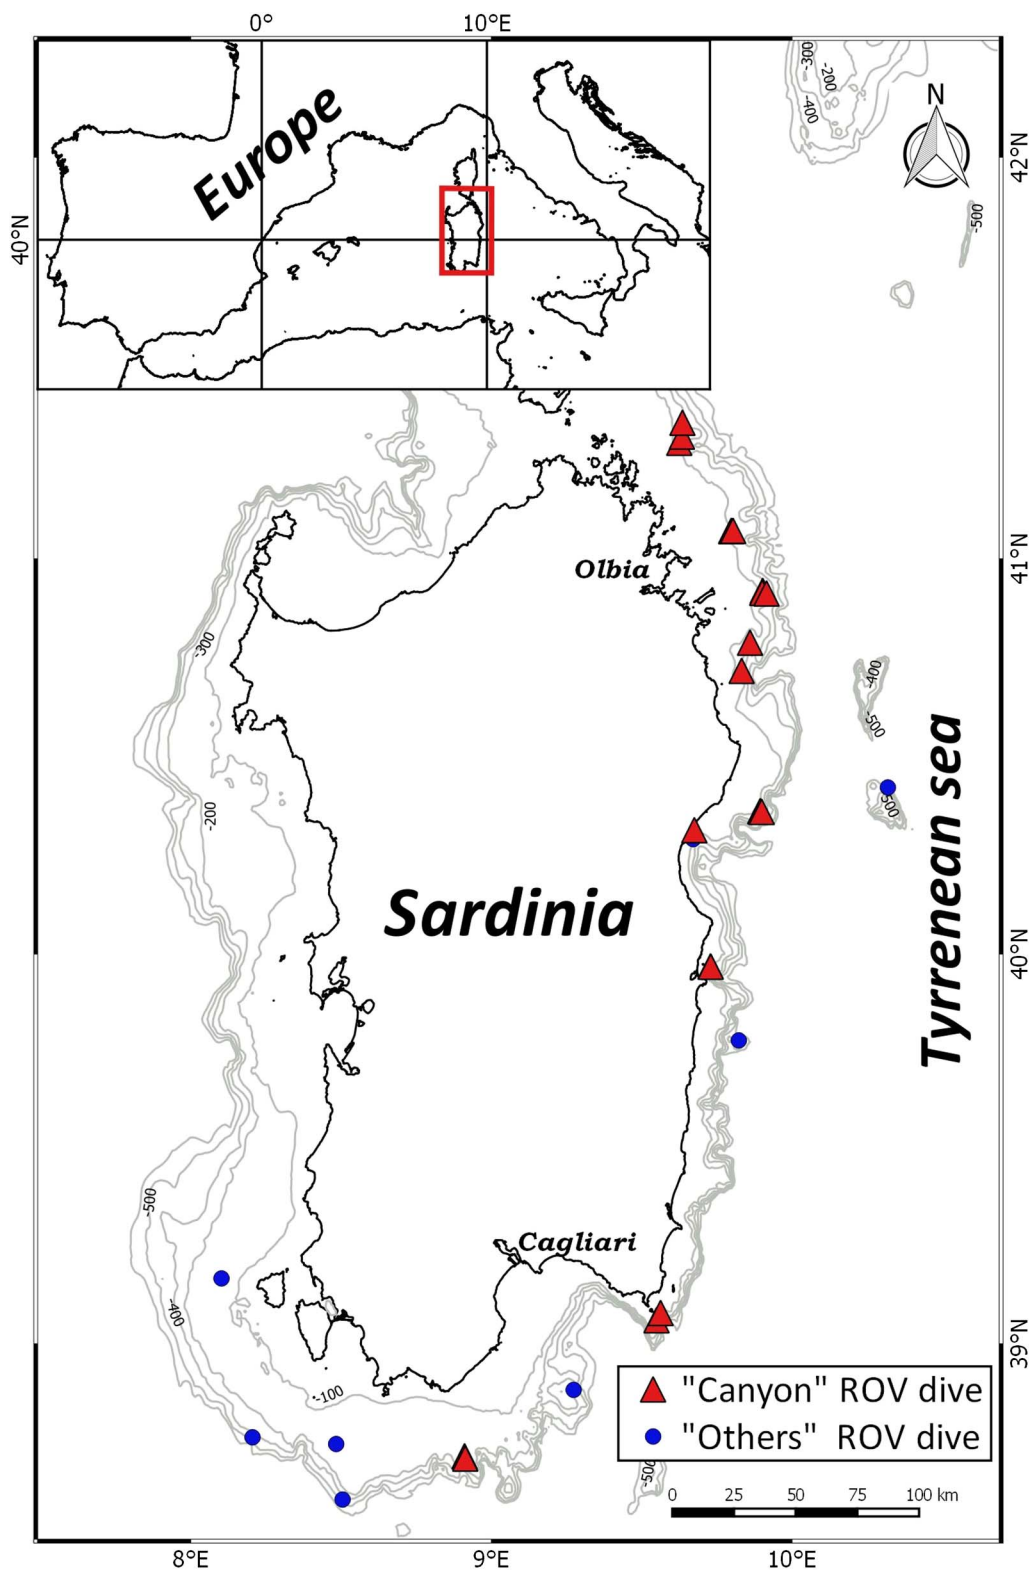 0° 10°E
-300
-200
-400
N
42°N
Europe
40°N
-500
Olbia
41°N
-300
-400
-500
-200
500
Tyrrenean sea
Sardinia
40°N
-500
Cagliari
-400
39°N
-100
"Canyon" ROV dive
"Others" ROV dive
-500
0 25 50 75 100 km
8°E 9°E 10°E